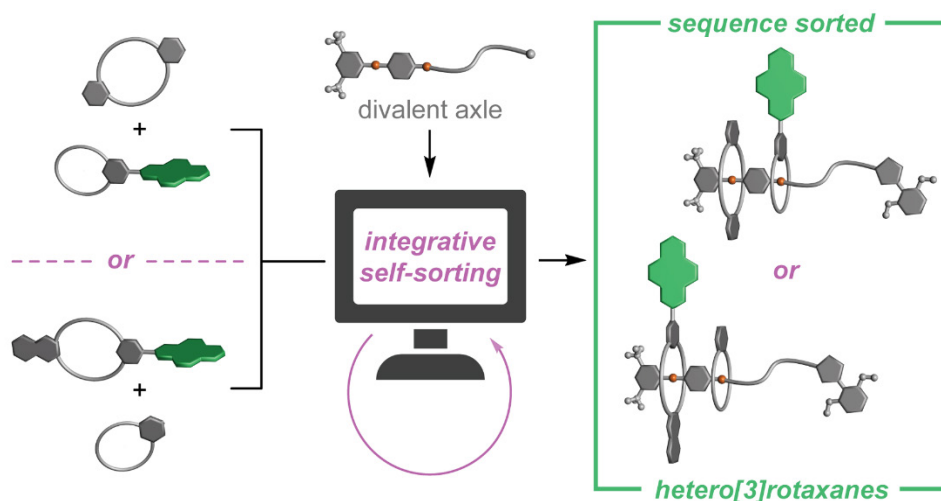 sequence sorted
+
divalent axle
or
integrative
self-sorting
or
+
hetero[3]rotaxanes